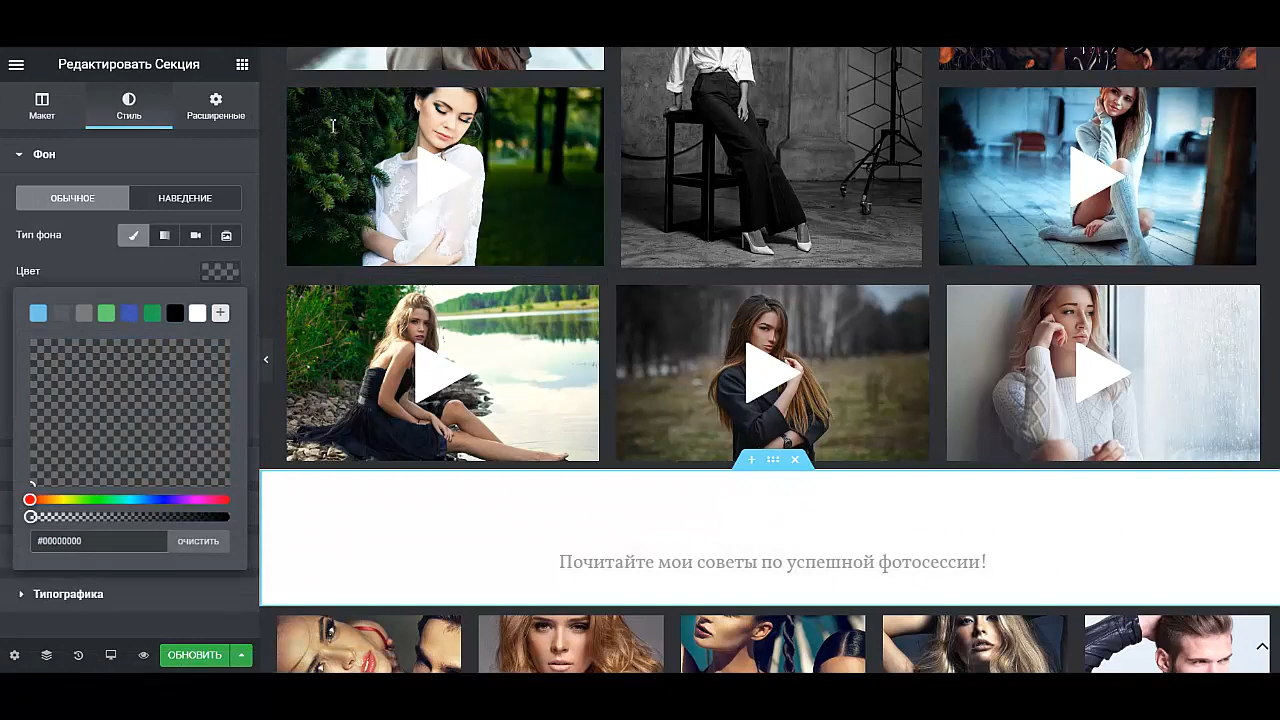 Редактировать Секция
Макет
Стиль
Расширенные
Фон
ОБЫЧНОЕ
НАВЕДЕНИЕ
Тип фона
Цвет
#00000000
ОЧИСТИТЬ
Типографика
ОБНОВИТЬ
Почитайте мои советы по успешной фотосессии!